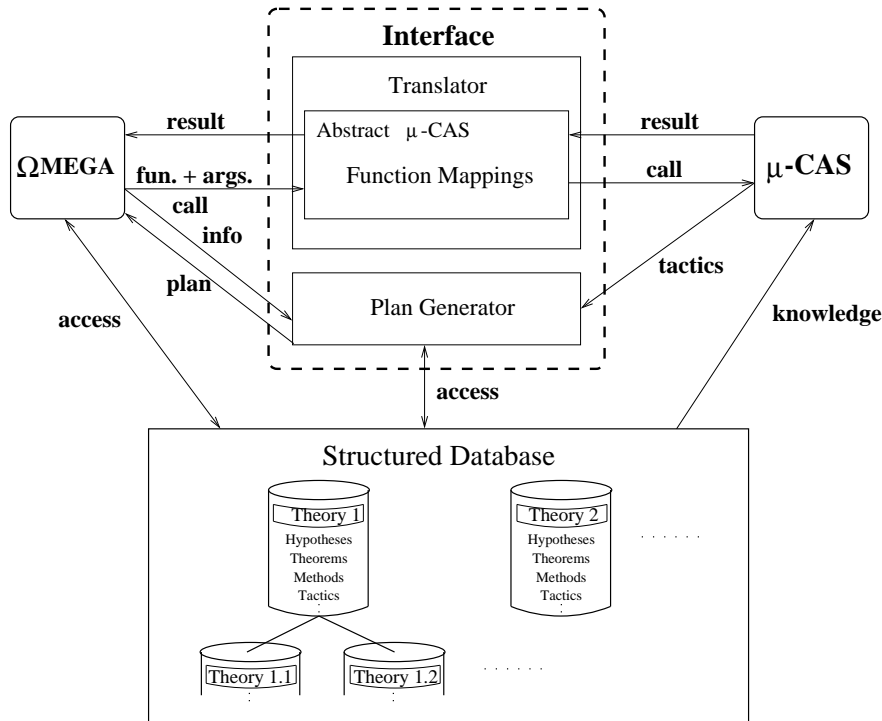 Interface
Translator
result
Abstract μ-CAS
result
ΩMEGA
fun. + args.
Function Mappings
call
μ-CAS
call
info
tactics
plan
Plan Generator
access
knowledge
access
Structured Database
Theory 1
Hypotheses
Theorems
Methods
Tactics
Theory 2
Hypotheses
Theorems
Methods
Tactics
Theory 1.1
Theory 1.2